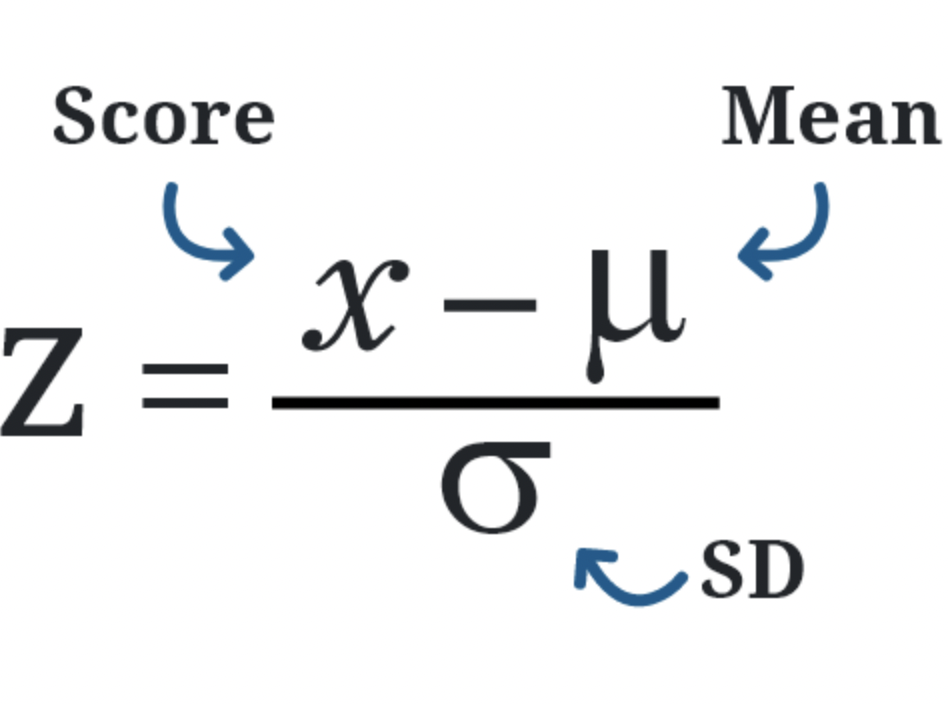 Score
Mean
Z = x − μ
σ
SD